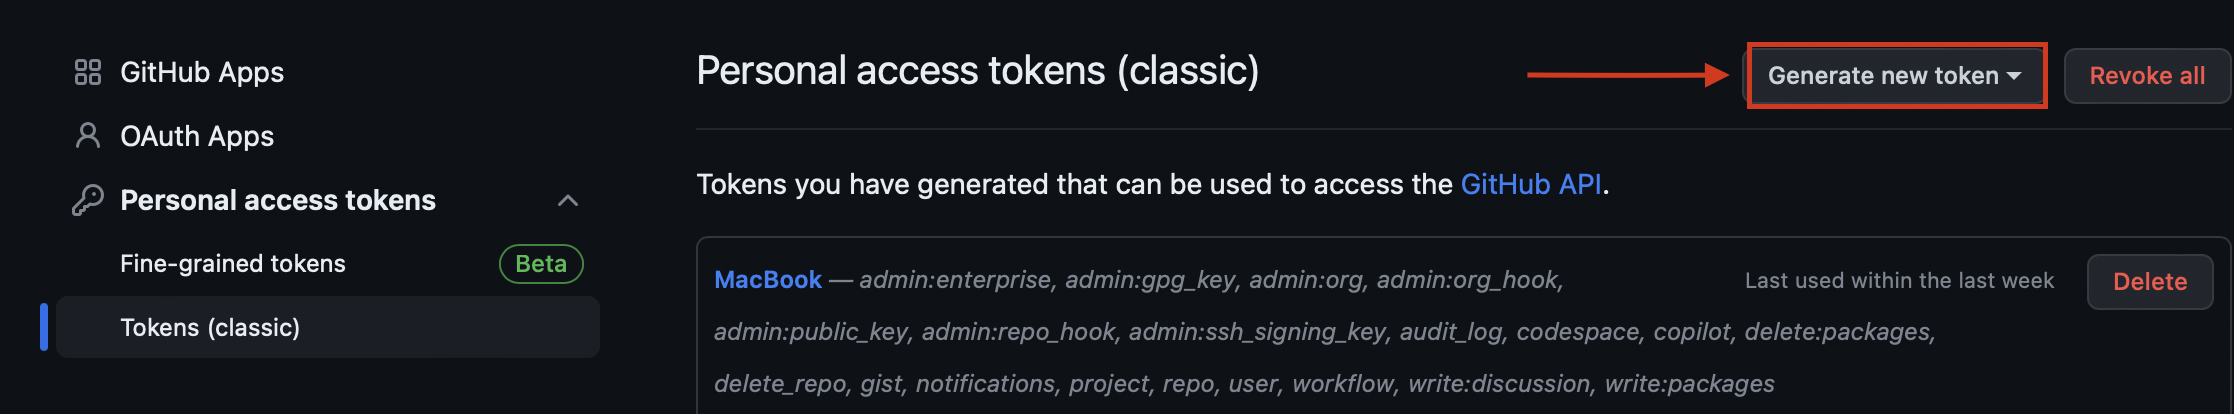 GitHub Apps
OAuth Apps
Personal access tokens
Fine-grained tokens Beta
Tokens (classic)
Personal access tokens (classic)
Generate new token
Revoke all
Tokens you have generated that can be used to access the GitHub API.
MacBook — admin:enterprise, admin:gpg_key, admin:org, admin:org_hook,
Last used within the last week
Delete
admin:public_key, admin:repo_hook, admin:ssh_signing_key, audit_log, codespace, copilot, delete:packages,
delete_repo, gist, notifications, project, repo, user, workflow, write:discussion, write:packages